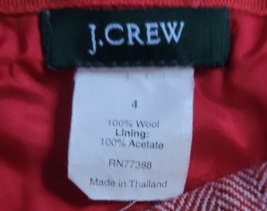 J.CREW
4
100% Wool
Lining:
100% Acetate
RN77388
Made in Thailand